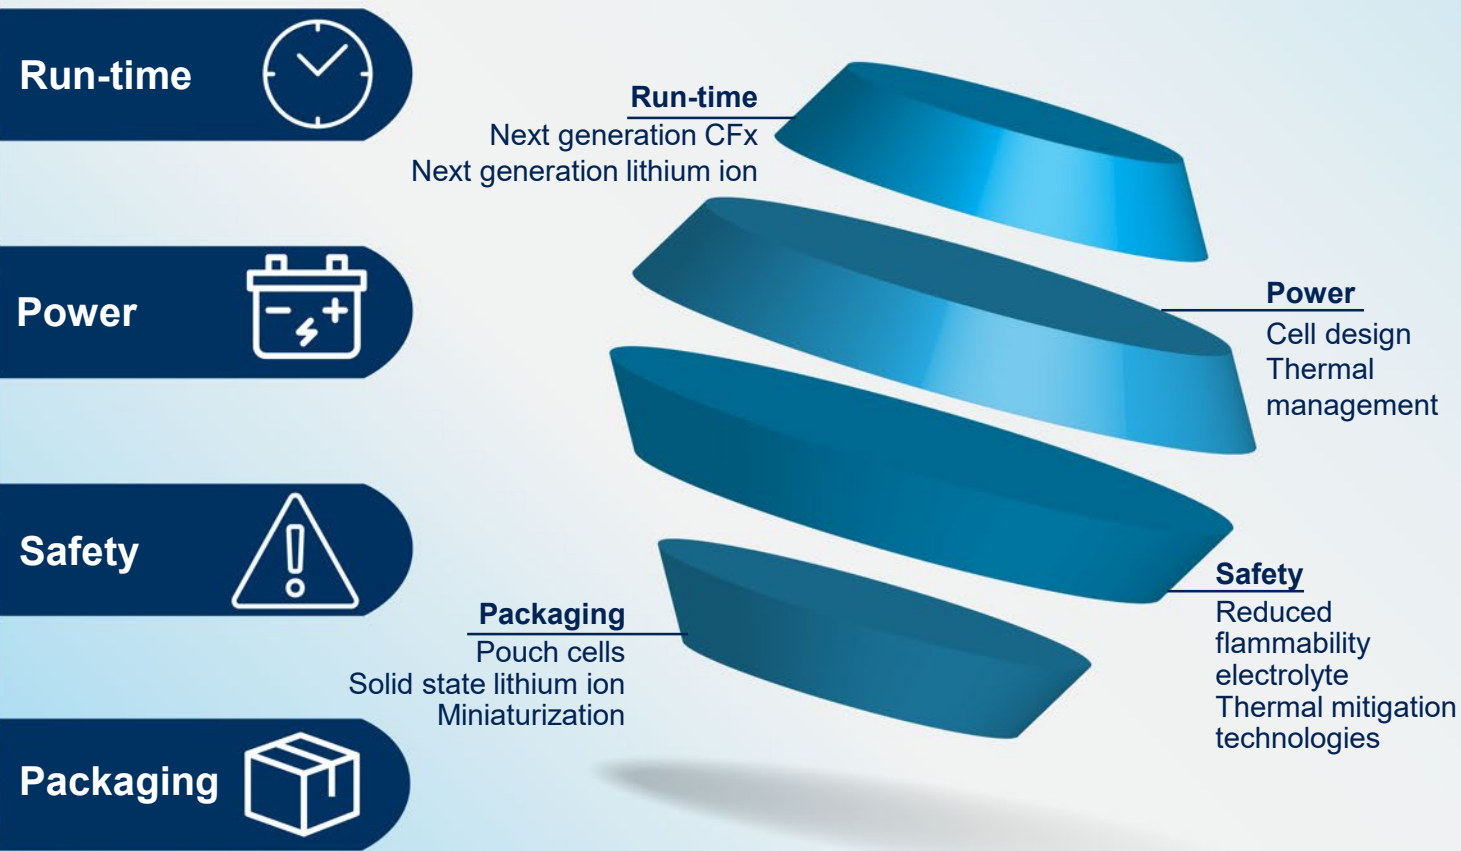 Run-time
Power
Safety
Packaging
Run-time
Next generation CFx
Next generation lithium ion
Power
Cell design
Thermal
management
Safety
Reduced
flammability
electrolyte
Thermal mitigation
technologies
Packaging
Pouch cells
Solid state lithium ion
Miniaturization